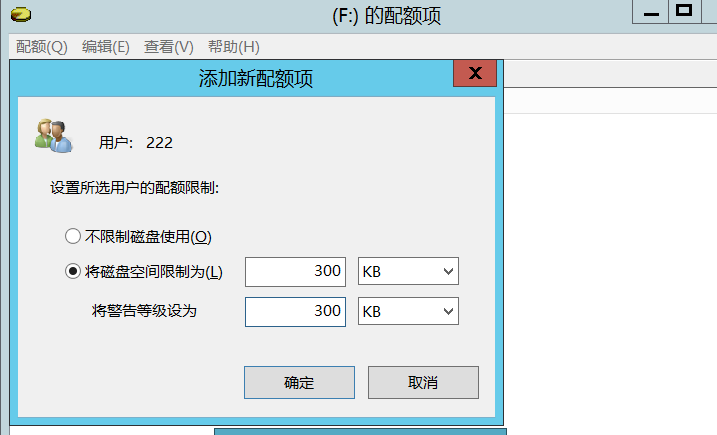 (F:) 的配额项
配额(Q) 编辑(E) 查看(V) 帮助(H)
添加新配额项
用户: 222
设置所选用户的配额限制:
不限制磁盘使用(O)
将磁盘空间限制为(L) 300 KB
将警告等级设为 300 KB
确定 取消